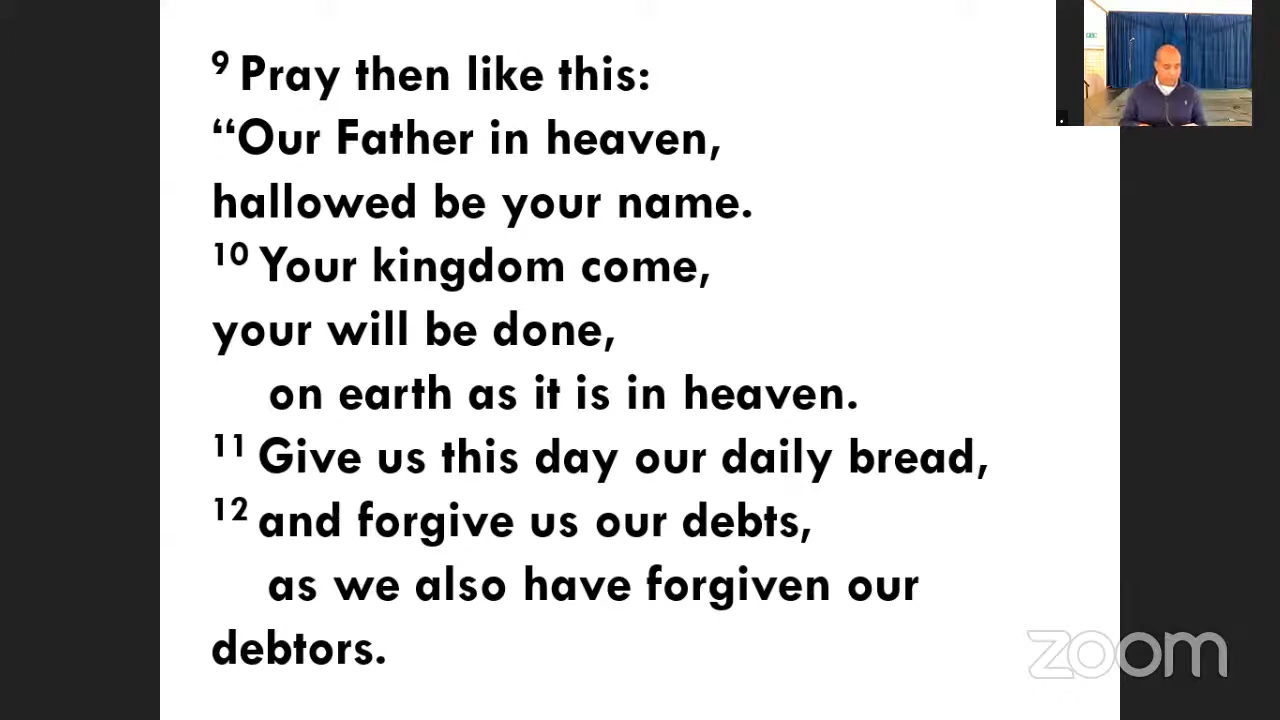 9 Pray then like this:
“Our Father in heaven,
hallowed be your name.
10 Your kingdom come,
your will be done,
on earth as it is in heaven.
11 Give us this day our daily bread,
12 and forgive us our debts,
as we also have forgiven our
debtors.
zoom